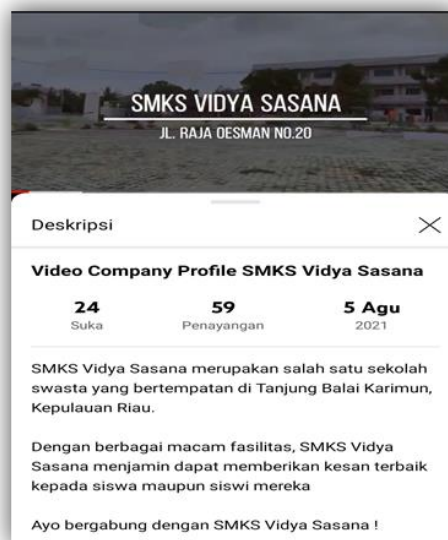 SMKS VIDYA SASANA
JL. RAJA OESMAN NO.20
Deskripsi
Video Company Profile SMKS Vidya Sasana
24 59 5 Agu
Suka Penayangan 2021
SMKS Vidya Sasana merupakan salah satu sekolah
swasta yang bertempatan di Tanjung Balai Karimun,
Kepulauan Riau.
Dengan berbagai macam fasilitas, SMKS Vidya
Sasana menjamin dapat memberikan kesan terbaik
kepada siswa maupun siswi mereka
Ayo bergabung dengan SMKS Vidya Sasana !